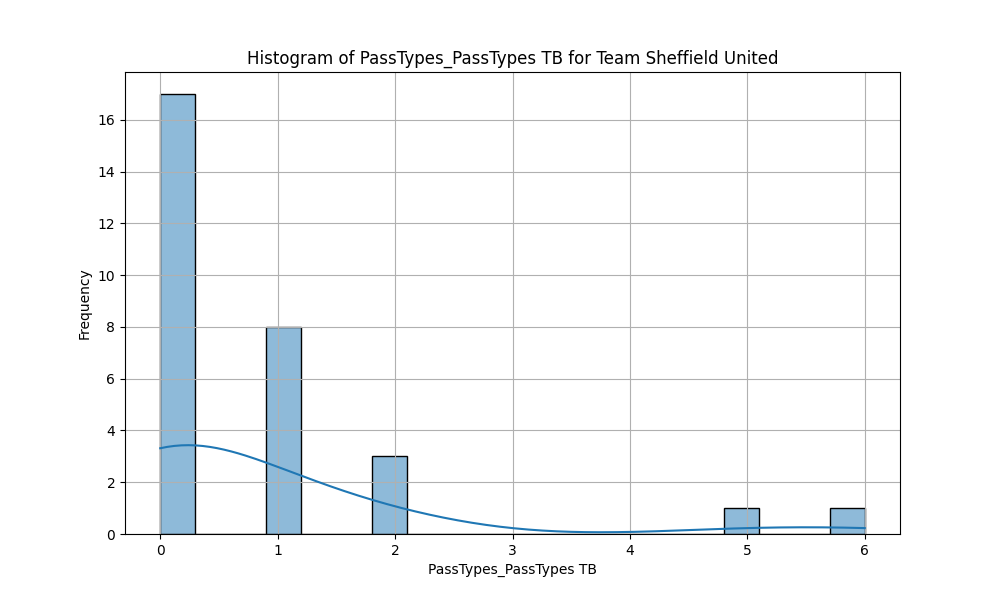 Histogram of PassTypes_PassTypes TB for Team Sheffield United
16
14
12
10
8
6
4
2
0
Frequency
0 1 2 3 4 5 6
PassTypes_PassTypes TB